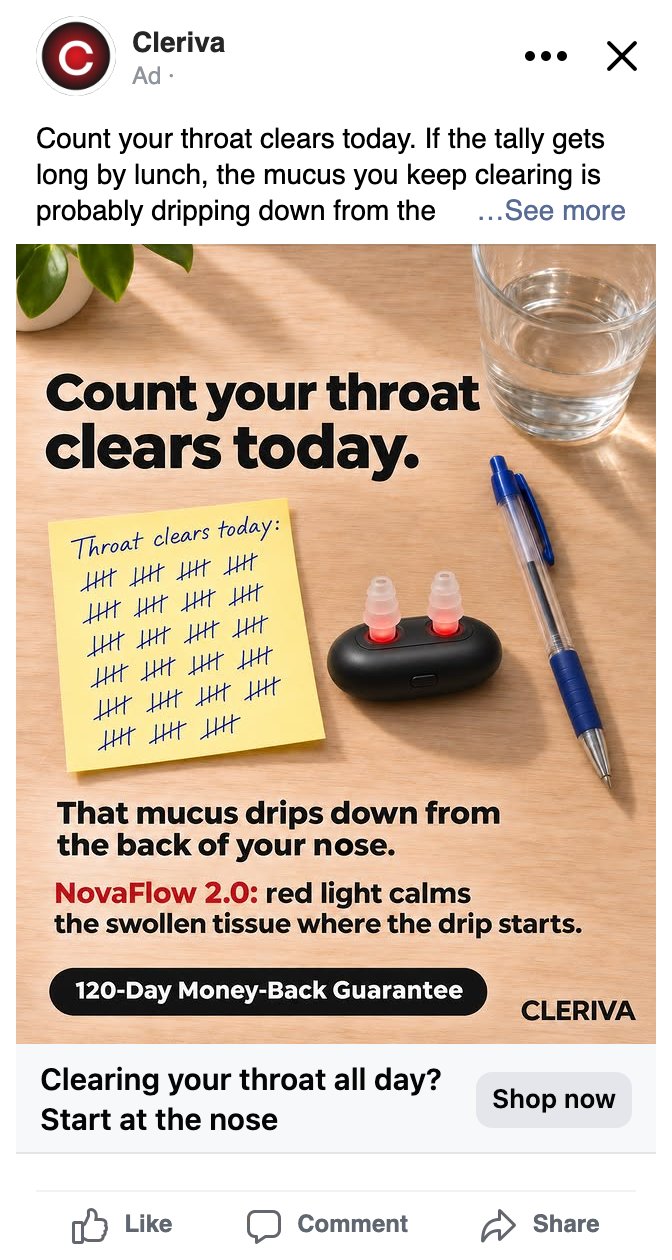 Cleriva
Ad ·
Count your throat clears today. If the tally gets
long by lunch, the mucus you keep clearing is
probably dripping down from the ...See more
Count your throat
clears today.
Throat clears today:
That mucus drips down from
the back of your nose.
NovaFlow 2.0: red light calms
the swollen tissue where the drip starts.
120-Day Money-Back Guarantee
CLERIVA
Clearing your throat all day?
Start at the nose
Shop now
Like
Comment
Share